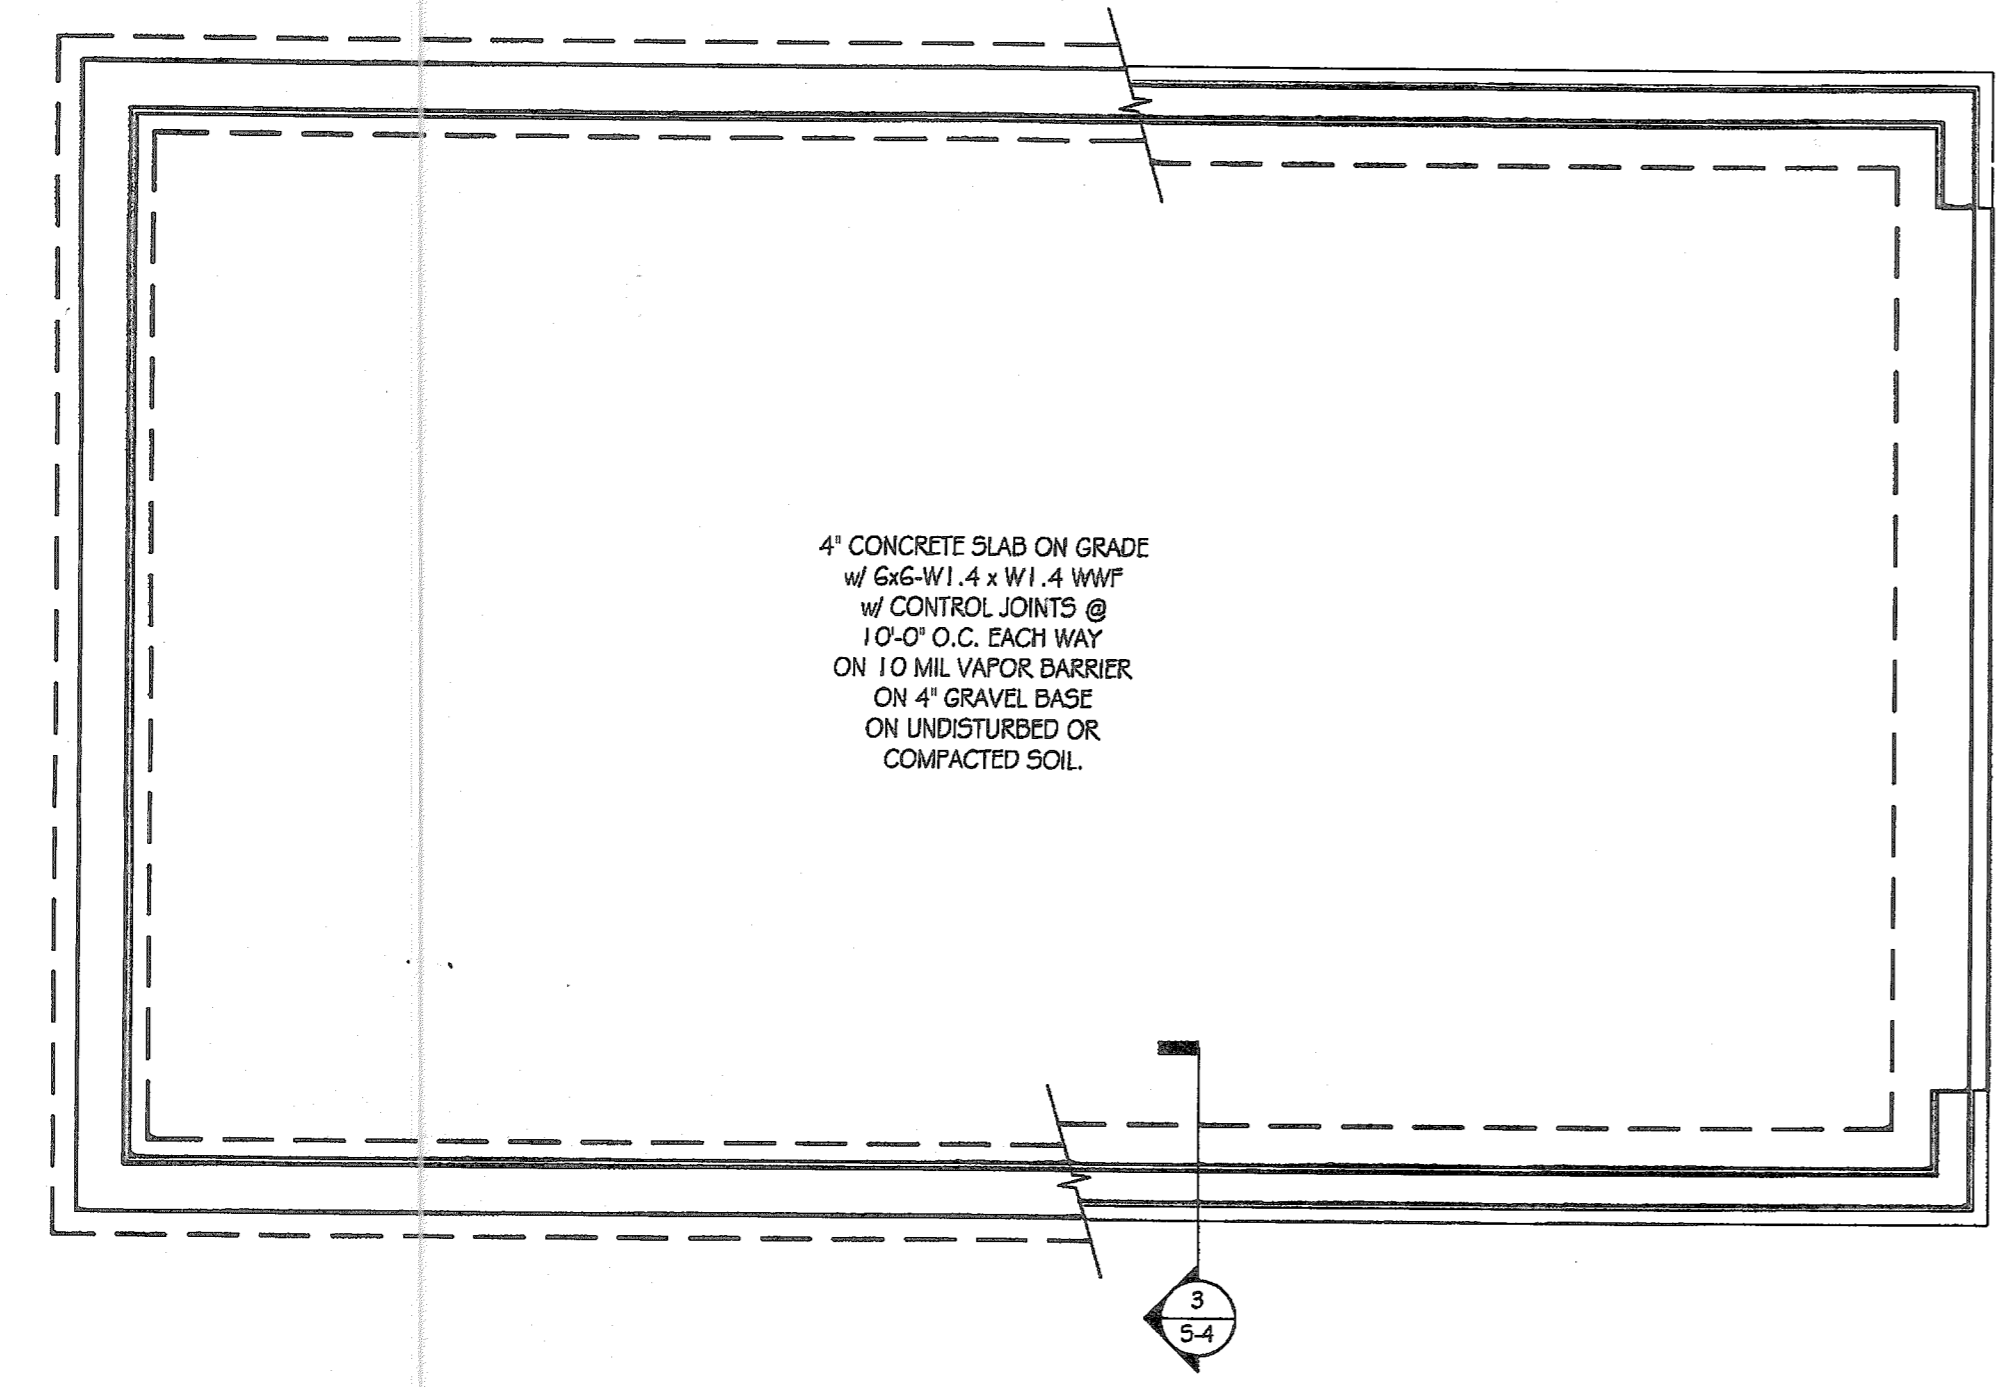 4" CONCRETE SLAB ON GRADE
w/ 6x6-W1.4 x W1.4 WWF
w/ CONTROL JOINTS @
10'-0" O.C. EACH WAY
ON 10 MIL VAPOR BARRIER
ON 4" GRAVEL BASE
ON UNDISTURBED OR
COMPACTED SOIL.
3
S-4